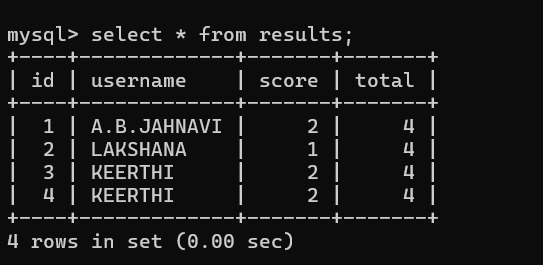 mysql> select * from results;
+----+-------------+-------+-------+
| id | username    | score | total |
+----+-------------+-------+-------+
|  1 | A.B.JAHNAVI |     2 |     4 |
|  2 | LAKSHANA    |     1 |     4 |
|  3 | KEERTHI     |     2 |     4 |
|  4 | KEERTHI     |     2 |     4 |
+----+-------------+-------+-------+
4 rows in set (0.00 sec)